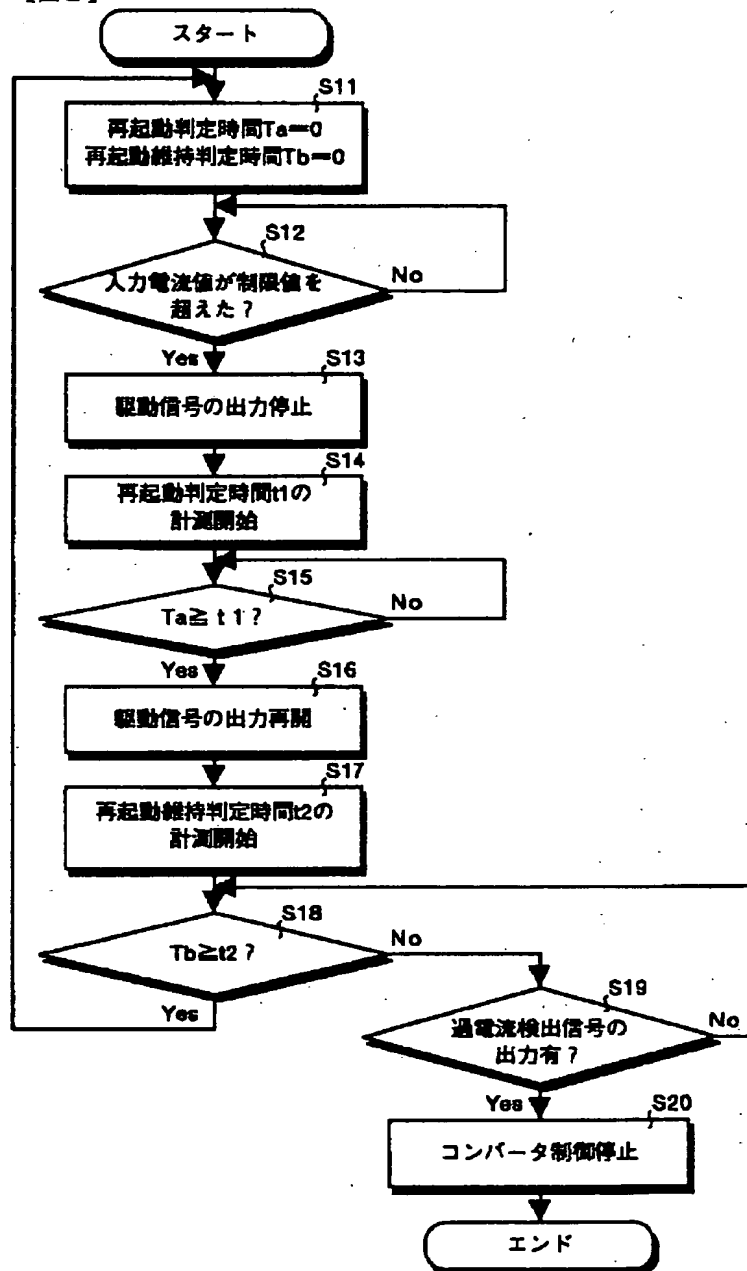 スタート
S11
再起動判定時間Ta=0
再起動維持判定時間Tb=0
S12
入力電流値が制限値を
超えた?
No
Yes
S13
駆動信号の出力停止
S14
再起動判定時間t1の
計測開始
S15
Ta≧t1?
No
Yes
S16
駆動信号の出力再開
S17
再起動維持判定時間t2の
計測開始
S18
Tb≧t2?
No
Yes
S19
過電流検出信号の
出力有?
No
Yes
S20
コンバータ制御停止
エンド